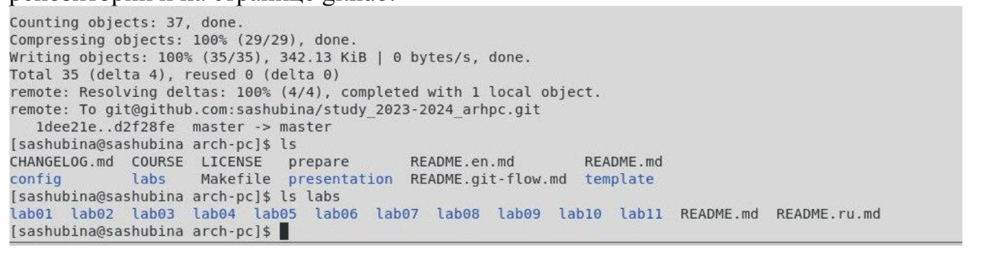 репозитории и на странице github.
Counting objects: 37, done.
Compressing objects: 100% (29/29), done.
Writing objects: 100% (35/35), 342.13 KiB | 0 bytes/s, done.
Total 35 (delta 4), reused 0 (delta 0)
remote: Resolving deltas: 100% (4/4), completed with 1 local object.
remote: To git@github.com:sashubina/study_2023-2024_arhpc.git
1dee21e..d2f28fe master -> master
[sashubina@sashubina arch-pc]$ ls
CHANGELOG.md COURSE LICENSE prepare README.en.md README.md
config labs Makefile presentation README.git-flow.md template
[sashubina@sashubina arch-pc]$ ls labs
lab01 lab02 lab03 lab04 lab05 lab06 lab07 lab08 lab09 lab10 lab11 README.md README.ru.md
[sashubina@sashubina arch-pc]$